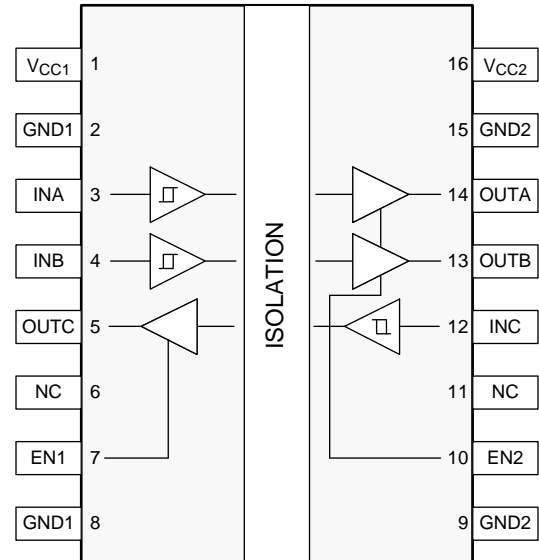 VCC1 1 16 VCC2
GND1 2 15 GND2
INA 3 14 OUTA
INB 4 13 OUTB
ISOLATION
OUTC 5 12 INC
NC 6 11 NC
EN1 7 10 EN2
GND1 8 9 GND2